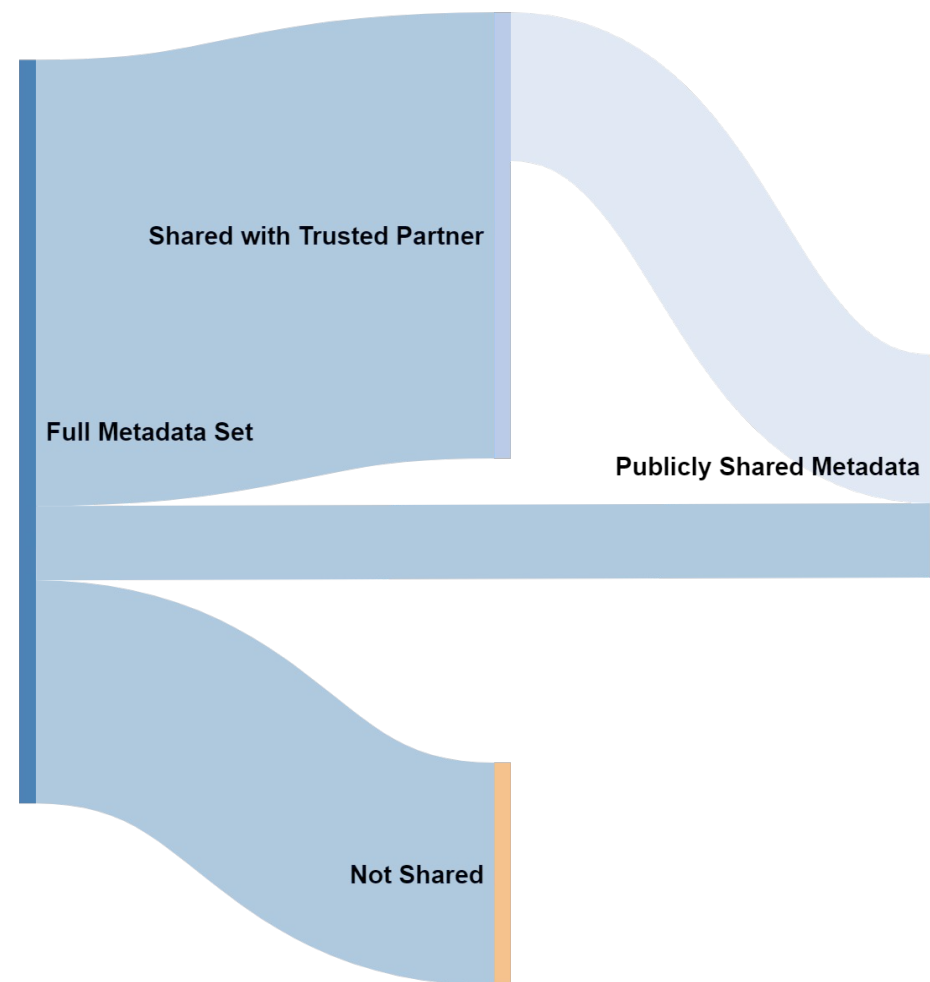 Shared with Trusted Partner
Full Metadata Set
Publicly Shared Metadata
Not Shared